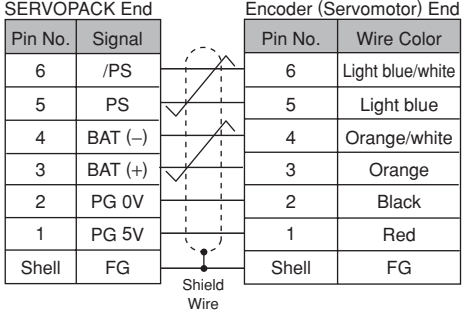 SERVOPACK End Encoder (Servomotor) End
Pin No. Signal Pin No. Wire Color
6 /PS 6 Light blue/white
5 PS 5 Light blue
4 BAT (−) 4 Orange/white
3 BAT (+) 3 Orange
2 PG 0V 2 Black
1 PG 5V 1 Red
Shell FG Shell FG
Shield
Wire